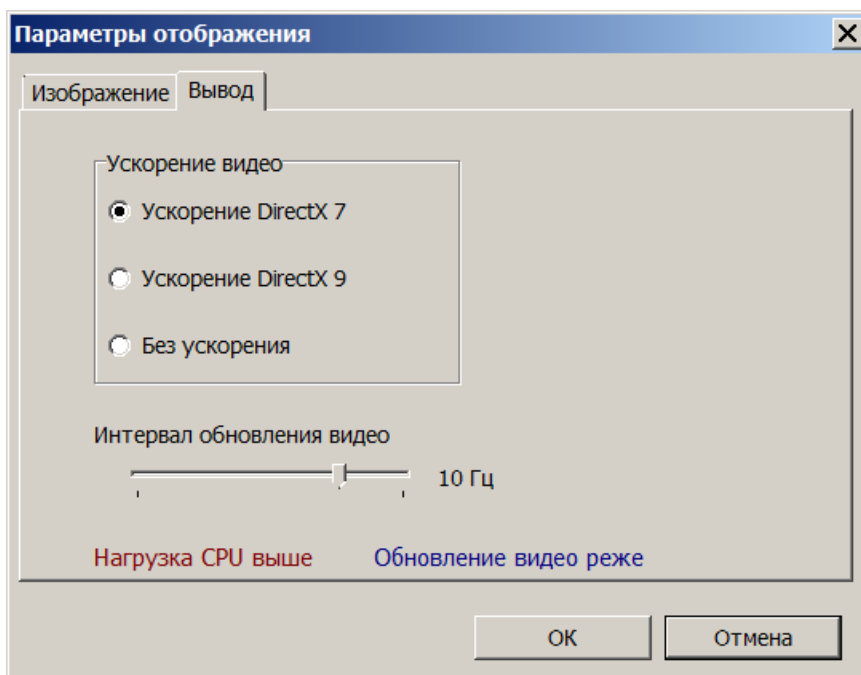 Параметры отображения
Изображение Вывод
Ускорение видео
Ускорение DirectX 7
Ускорение DirectX 9
Без ускорения
Интервал обновления видео
10 Гц
Нагрузка CPU выше Обновление видео реже
ОК Отмена